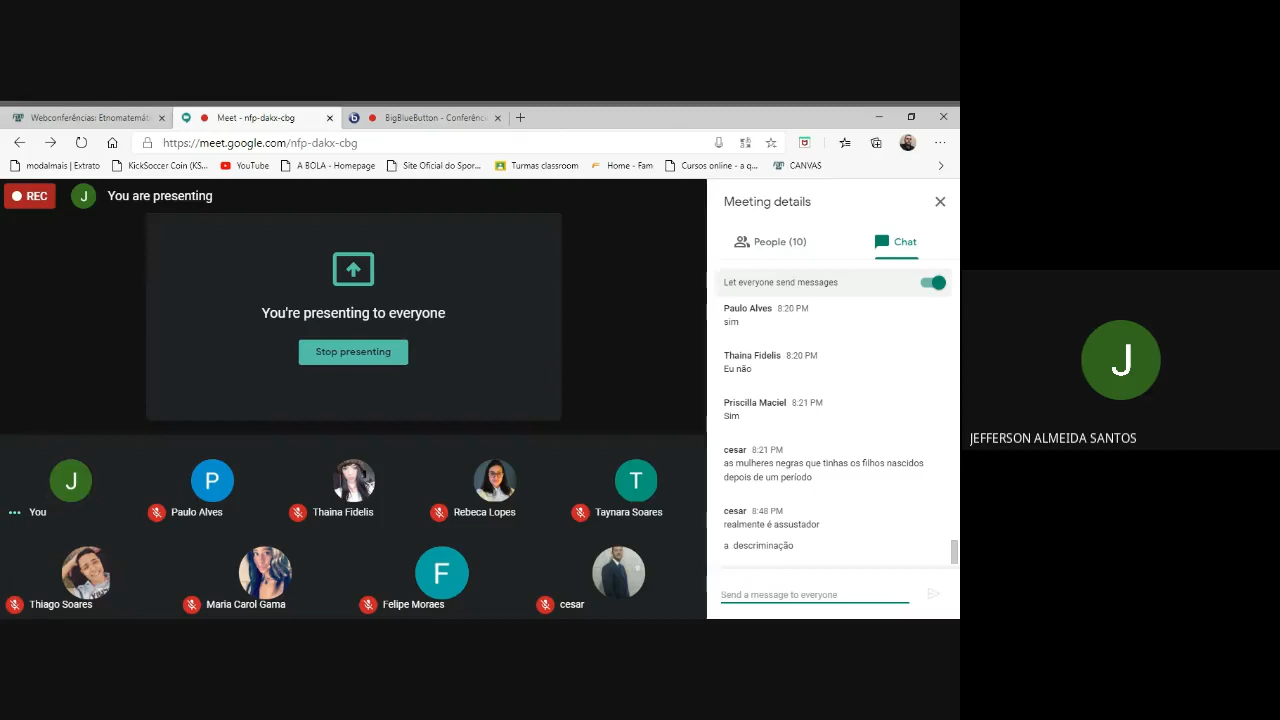 Webconferências: Etnomatemáti
Meet - nfp-dakx-cbg
BigBlueButton - Conferênc
https://meet.google.com/nfp-dakx-cbg
modalmais | Extrato
KickSoccer Coin (KS...
YouTube
A BOLA - Homepage
Site Oficial do Spor...
Turmas classroom
Home - Fam
Cursos online - a q...
CANVAS
REC
J
You are presenting
You're presenting to everyone
Stop presenting
J
You
P
Paulo Alves
Thaina Fidelis
Rebeca Lopes
T
Taynara Soares
Thiago Soares
Maria Carol Gama
F
Felipe Moraes
cesar
Meeting details
People (10)
Chat
Let everyone send messages
Paulo Alves 8:20 PM
sim
Thaina Fidelis 8:20 PM
Eu não
Priscilla Maciel 8:21 PM
Sim
cesar 8:21 PM
as mulheres negras que tinhas os filhos nascidos
depois de um período
cesar 8:48 PM
realmente é assustador
a descriminação
Send a message to everyone
J
JEFFERSON ALMEIDA SANTOS